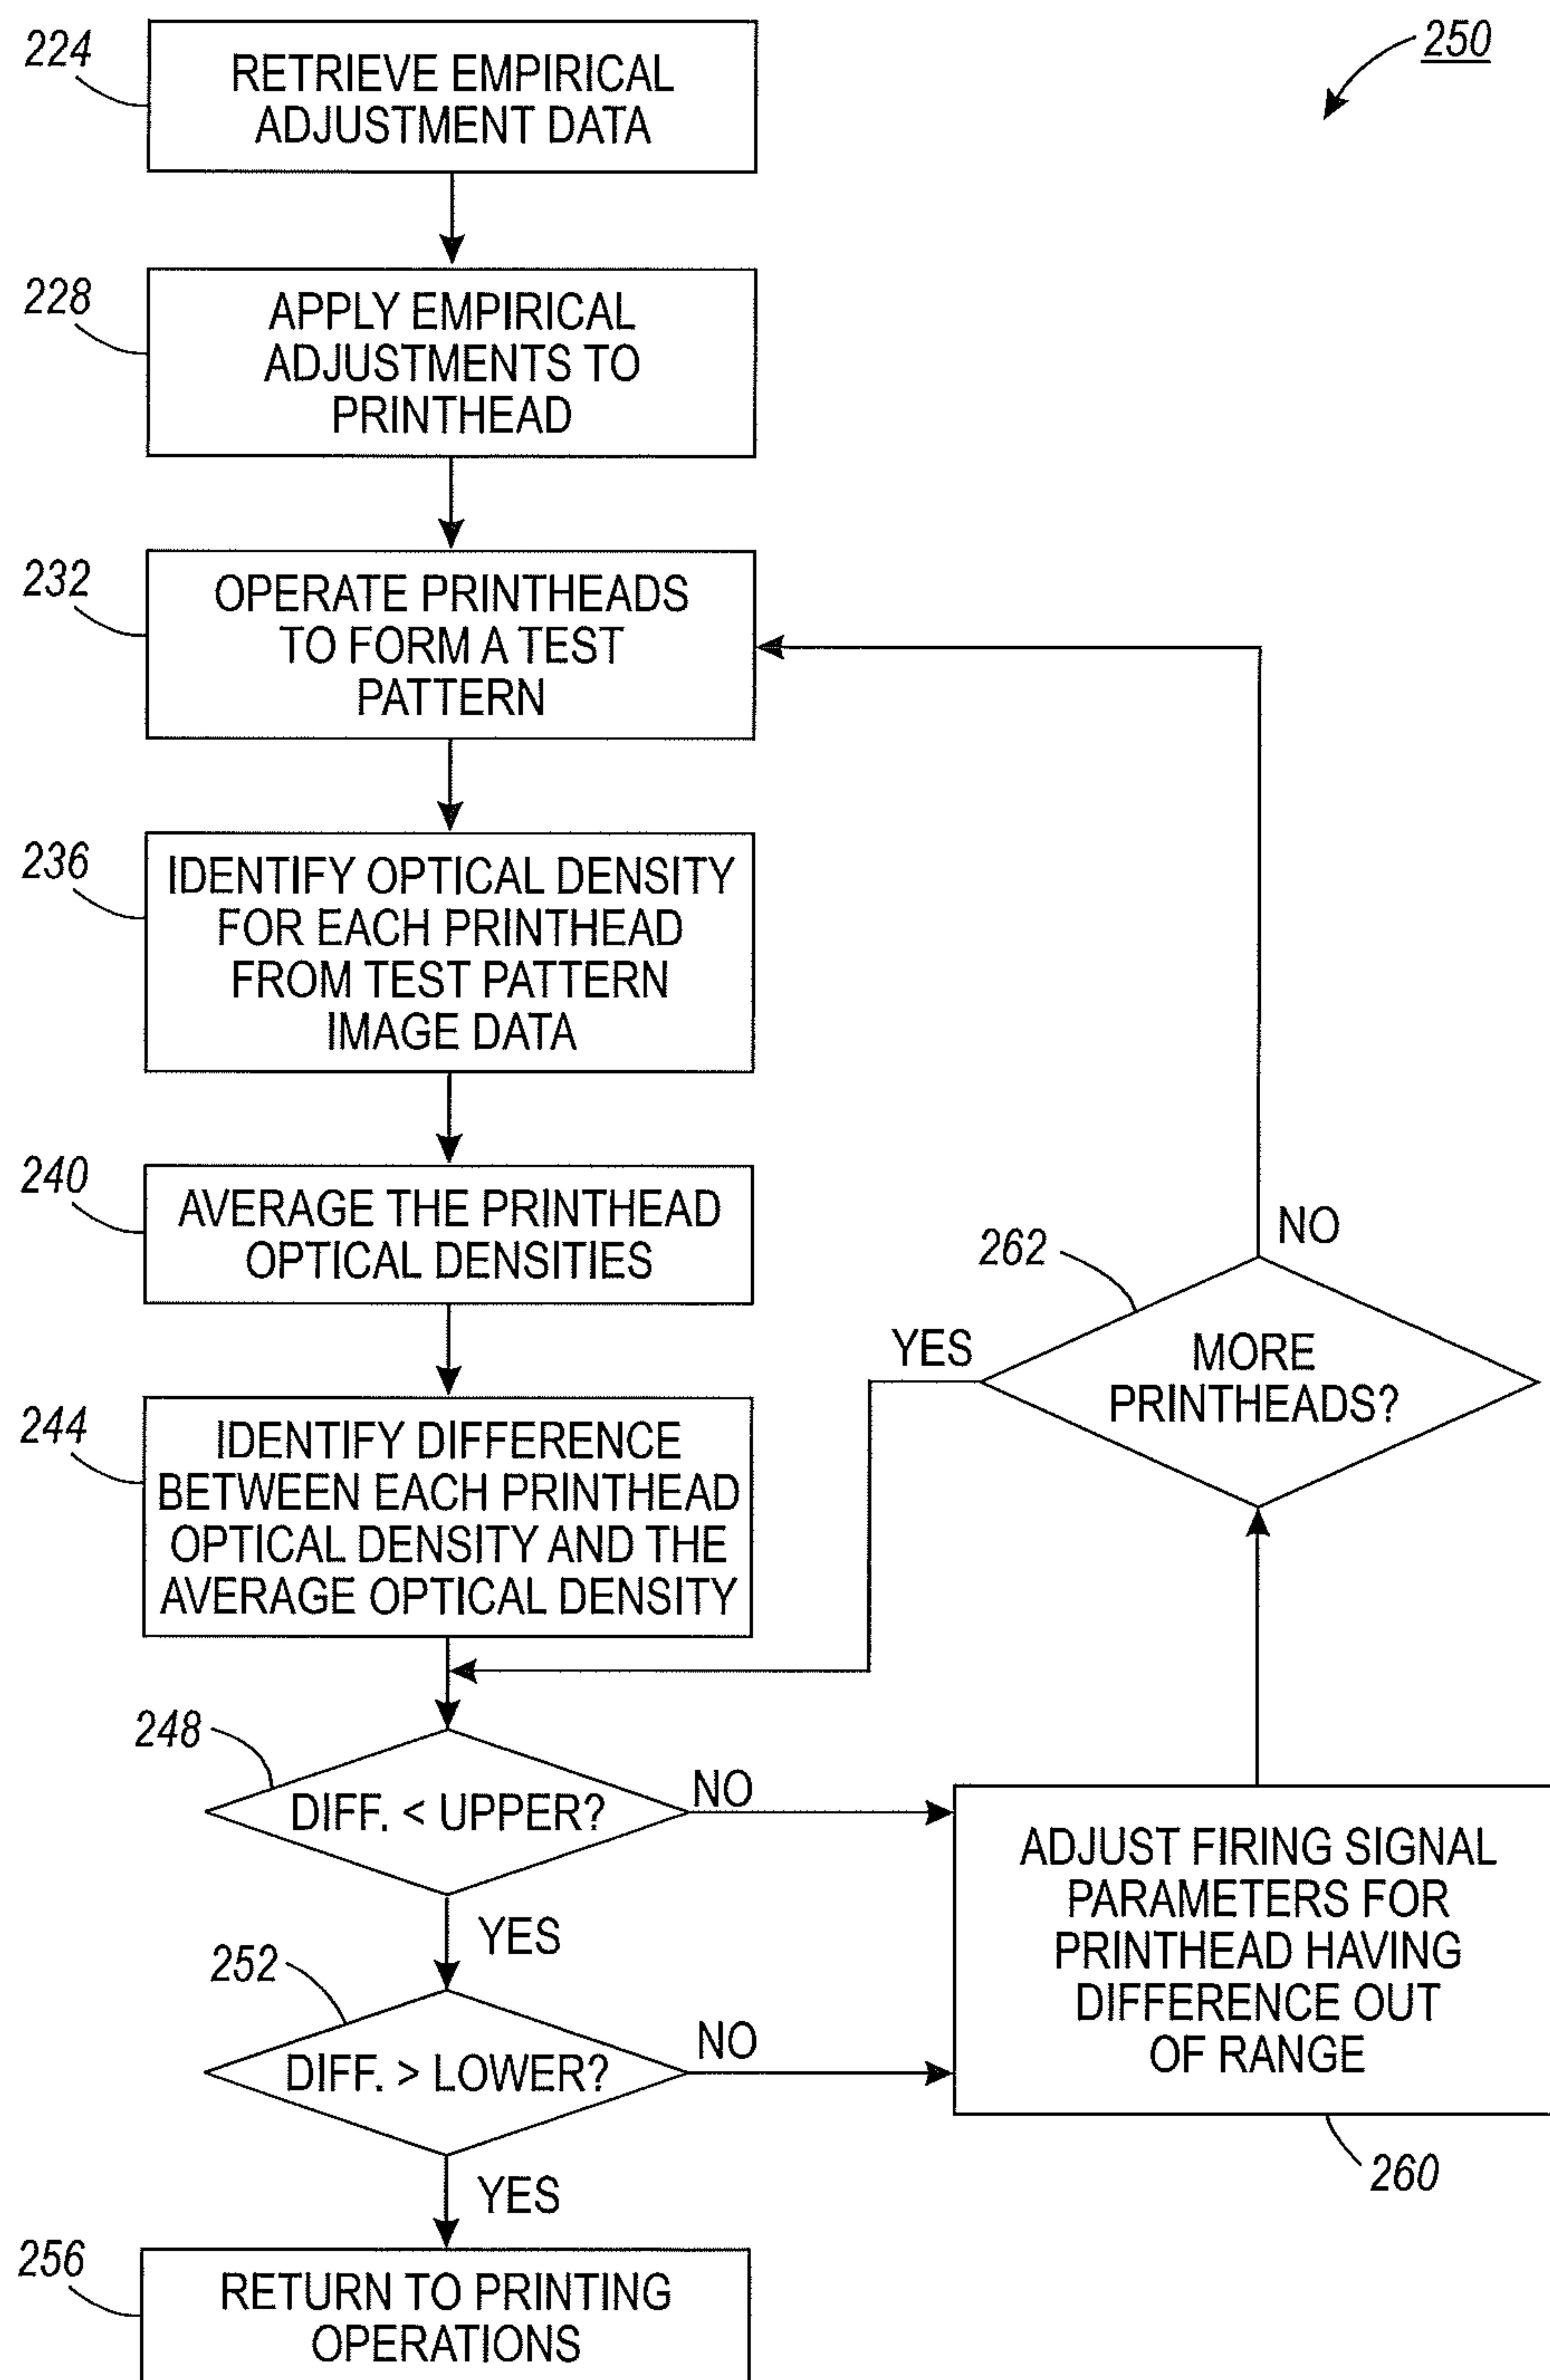 224
RETRIEVE EMPIRICAL
ADJUSTMENT DATA
250
228
APPLY EMPIRICAL
ADJUSTMENTS TO
PRINTHEAD
232
OPERATE PRINTHEADS
TO FORM A TEST
PATTERN
236
IDENTIFY OPTICAL DENSITY
FOR EACH PRINTHEAD
FROM TEST PATTERN
IMAGE DATA
240
AVERAGE THE PRINTHEAD
OPTICAL DENSITIES
244
IDENTIFY DIFFERENCE
BETWEEN EACH PRINTHEAD
OPTICAL DENSITY AND THE
AVERAGE OPTICAL DENSITY
NO
262
YES
MORE
PRINTHEADS?
248
DIFF. < UPPER?
NO
YES
252
DIFF. > LOWER?
NO
YES
ADJUST FIRING SIGNAL
PARAMETERS FOR
PRINTHEAD HAVING
DIFFERENCE OUT
OF RANGE
260
256
RETURN TO PRINTING
OPERATIONS